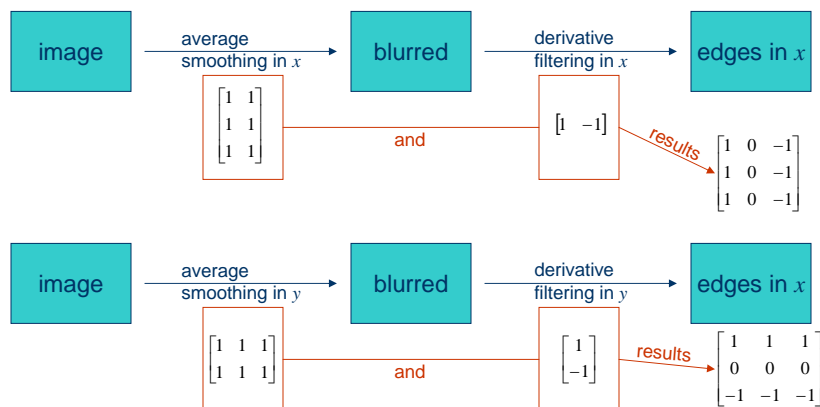 image
average
smoothing in x
blurred
derivative
filtering in x
edges in x
[1 1
1 1
1 1]
and
[1 −1]
results
[1 0 −1
1 0 −1
1 0 −1]
image
average
smoothing in y
blurred
derivative
filtering in y
edges in x
[1 1 1
1 1 1]
and
[1
−1]
results
[1 1 1
0 0 0
−1 −1 −1]